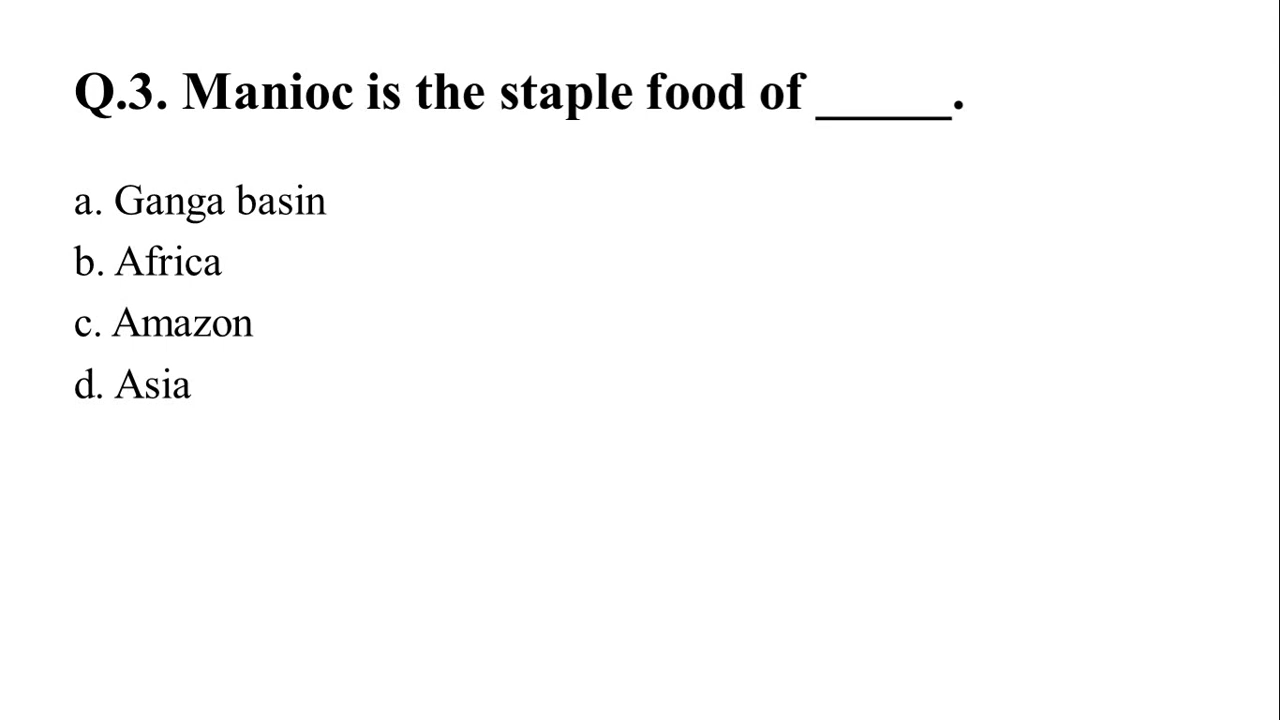 Q.3. Manioc is the staple food of _____.
a. Ganga basin
b. Africa
c. Amazon
d. Asia